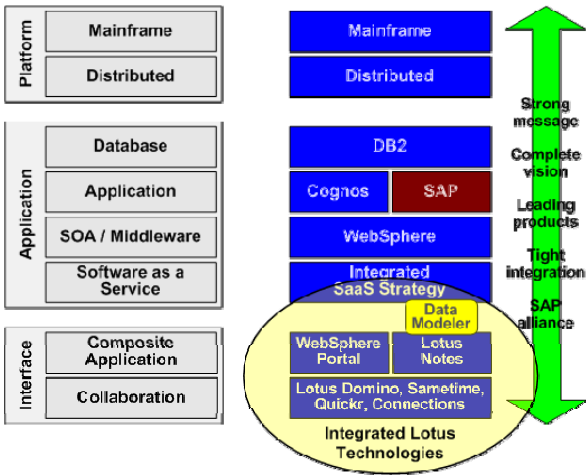 Platform
Mainframe
Distributed
Mainframe
Distributed
Application
Database
Application
SOA / Middleware
Software as a
Service
DB2
Cognos
SAP
WebSphere
Integrated
SaaS Strategy
Data
Modeler
Interface
Composite
Application
Collaboration
WebSphere
Portal
Lotus
Notes
Lotus Domino, Sametime,
Quickr, Connections
Integrated Lotus
Technologies
Strong
message
Complete
vision
Leading
products
Tight
integration
SAP
alliance